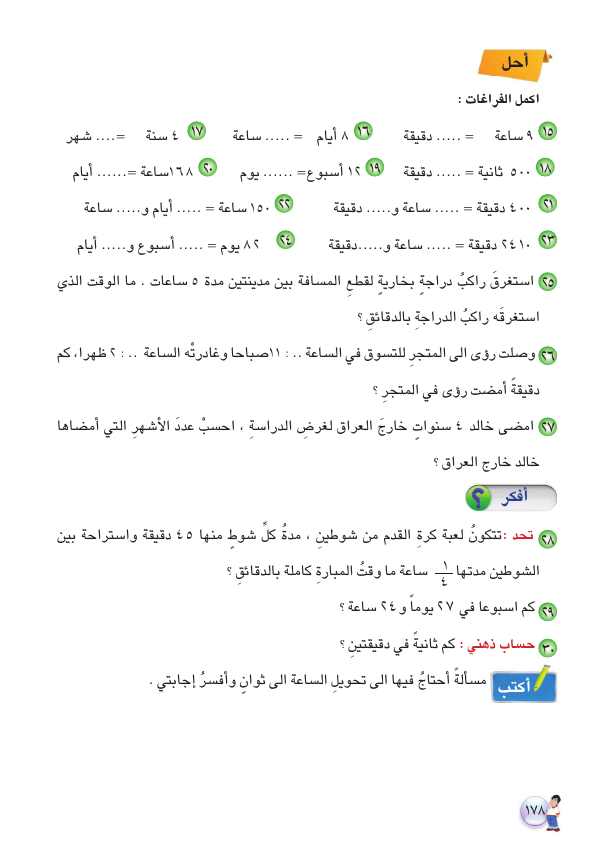 أحل
اكمل الفراغات :
١٥ ٩ ساعة = ..... دقيقة ١٦ ٨ أيام = ..... ساعة ١٧ ٤ سنة =.... شهر
١٨ ٥٠٠ ثانية = ..... دقيقة ١٩ ١٢ أسبوع= ...... يوم ٢٠ ١٦٨ساعة =...... أيام
٢١ ٤٠٠ دقيقة = ..... ساعة و..... دقيقة ٢٢ ١٥٠ ساعة = ..... أيام و..... ساعة
٢٣ ٢٤١٠ دقيقة = ..... ساعة و.....دقيقة ٢٤ ٨٢ يوم = ..... أسبوع و..... أيام
٢٥ استغرقَ راكبُ دراجةٍ بخاريةٍ لقطعِ المسافة بين مدينتين مدة ٥ ساعات ، ما الوقت الذي
استغرقَه راكبُ الدراجةِ بالدقائقِ ؟
٢٦ وصلت رؤى الى المتجرِ للتسوق في الساعة ٠٠ : ١١صباحا وغادرتْه الساعة ٠٠ : ٢ ظهرا، كم
دقيقةً أمضت رؤى في المتجرِ ؟
٢٧ امضى خالد ٤ سنواتٍ خارجَ العراق لغرضِ الدراسةِ ، احسبْ عددَ الأشهرِ التي أمضاها
خالد خارج العراق ؟
أفكر ؟
٢٨ تحد :تتكونُ لعبة كرةِ القدم من شوطينِ ، مدةُ كلِّ شوطٍ منها ٤٥ دقيقة واستراحة بين
الشوطين مدتها ١/٤ ساعة ما وقتُ المبارةِ كاملة بالدقائقِ ؟
٢٩ كم اسبوعا في ٢٧ يوماً و ٢٤ ساعة ؟
٣٠ حساب ذهني : كم ثانيةً في دقيقتينِ ؟
أكتب مسألةً أحتاجُ فيها الى تحويلِ الساعة الى ثوانٍ وأفسرُ إجابتي .
١٧٨